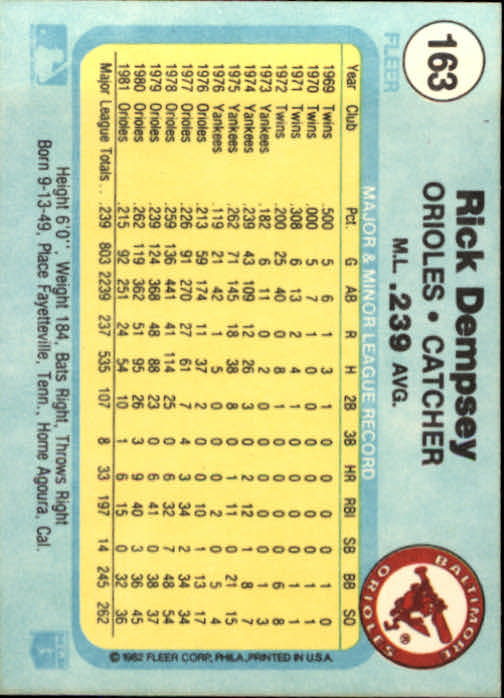 163
FLEER
Rick Dempsey
ORIOLES • CATCHER
M.L .239 AVG.
BALTIMORE
ORIOLES
MAJOR & MINOR LEAGUE RECORD
Year Club Pct. G AB R H 2B 3B HR RBI SB BB SO
1969 Twins .500 5 6 1 3 1 0 0 0 0 1 0
1970 Twins .000 5 7 1 0 0 0 0 0 0 1 1
1971 Twins .308 6 13 2 4 1 0 0 0 0 1 1
1972 Twins .200 25 40 0 8 1 0 0 0 0 6 8
1973 Yankees .182 6 11 0 2 0 0 0 0 0 1 3
1974 Yankees .239 43 109 12 26 3 0 2 12 1 8 7
1975 Yankees .262 71 145 18 38 8 0 1 11 0 21 15
1976 Yankees .119 21 42 1 5 0 0 0 2 0 5 4
1976 Orioles .213 59 174 11 37 2 0 0 10 1 13 17
1977 Orioles .226 91 270 27 61 7 4 3 34 2 34 34
1978 Orioles .259 136 441 41 114 25 0 6 32 7 48 54
1979 Orioles .239 124 368 48 88 23 0 6 41 0 38 37
1980 Orioles .262 119 362 51 95 26 3 9 40 3 36 45
1981 Orioles .215 92 251 24 54 10 1 6 15 0 32 36
Major League Totals . . .239 803 2239 237 535 107 8 33 197 14 245 262
Height 6'0'', Weight 184, Bats Right, Throws Right
Born 9-13-49, Place Fayetteville, Tenn., Home Agoura, Cal.
© 1982 FLEER CORP., PHILA., PRINTED IN U.S.A.